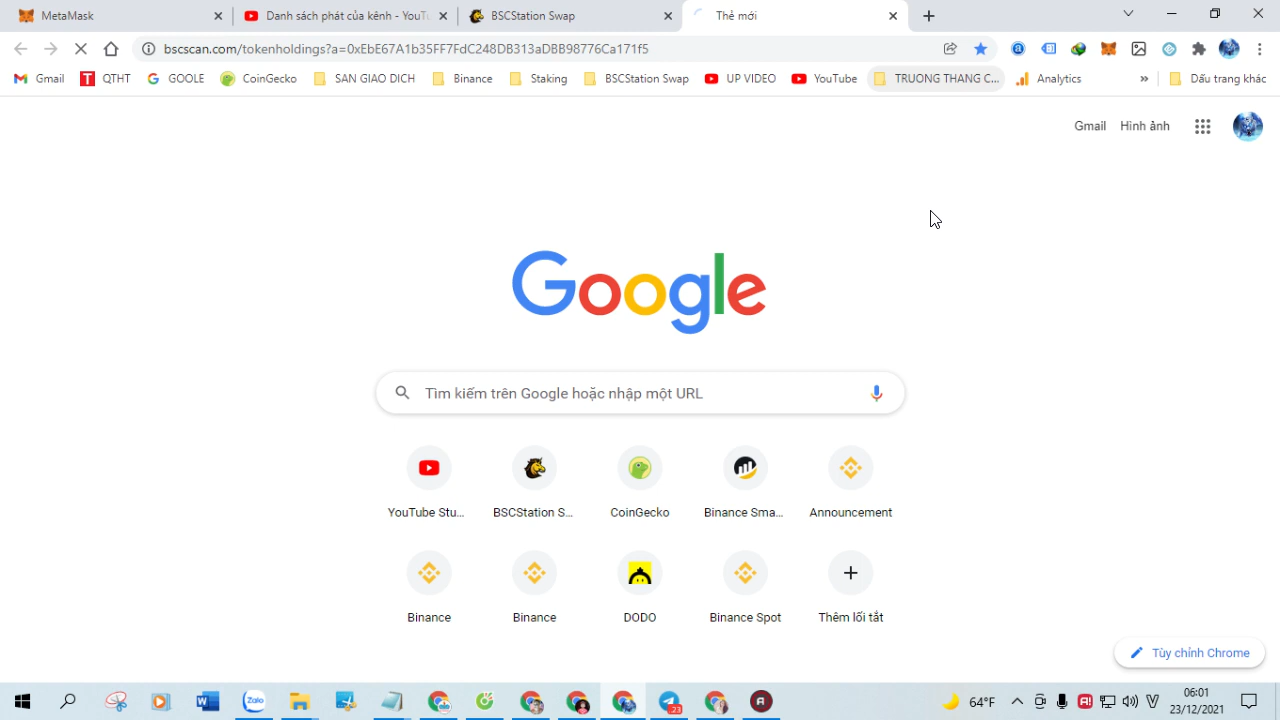 MetaMask
Danh sách phát của kênh - YouT
BSCStation Swap
Thẻ mới
bscscan.com/tokenholdings?a=0xEbE67A1b35FF7FdC248DB313aDBB98776Ca171f5
Gmail
QTHT
GOOLE
CoinGecko
SAN GIAO DICH
Binance
Staking
BSCStation Swap
UP VIDEO
YouTube
TRUONG THANG C...
Analytics
»
Dấu trang khác
Gmail
Hình ảnh
Google
Tìm kiếm trên Google hoặc nhập một URL
YouTube Stu...
BSCStation S...
CoinGecko
Binance Sma...
Announcement
Binance
Binance
DODO
Binance Spot
Thêm lối tắt
Tùy chỉnh Chrome
Zalo
23
64°F
06:01
23/12/2021